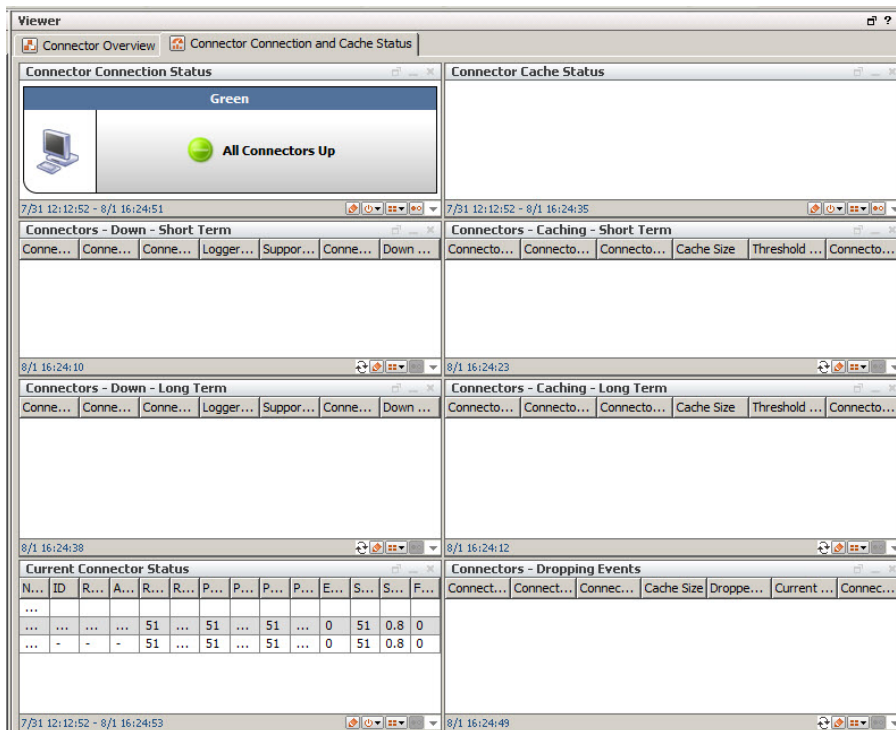 Viewer
Connector Overview
Connector Connection and Cache Status
Connector Connection Status
Green
All Connectors Up
7/31 12:12:52 - 8/1 16:24:51
Connector Cache Status
7/31 12:12:52 - 8/1 16:24:35
Connectors - Down - Short Term
Conne... Conne... Conne... Logger... Suppor... Conne... Down ...
8/1 16:24:10
Connectors - Caching - Short Term
Connecto... Connecto... Connecto... Cache Size Threshold ... Connecto...
8/1 16:24:23
Connectors - Down - Long Term
Conne... Conne... Conne... Logger... Suppor... Conne... Down ...
8/1 16:24:38
Connectors - Caching - Long Term
Connecto... Connecto... Connecto... Cache Size Threshold ... Connecto...
8/1 16:24:12
Current Connector Status
N... ID R... A... R... R... P... P... P... P... E... S... S... F...
...
... ... ... ... 51 ... 51 ... 51 ... 0 51 0.8 0
... - - - 51 ... 51 ... 51 ... 0 51 0.8 0
7/31 12:12:52 - 8/1 16:24:53
Connectors - Dropping Events
Connect... Connect... Connec... Cache Size Droppe... Current ... Connec...
8/1 16:24:49